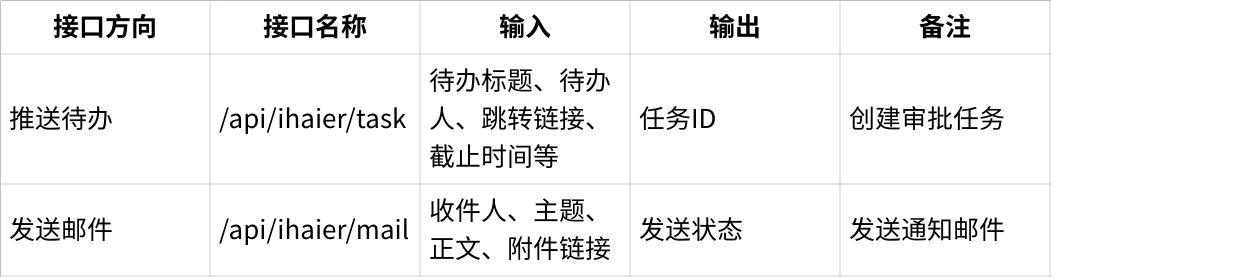 接口方向 接口名称 输入 输出 备注
推送待办 /api/ihaier/task 待办标题、待办人、跳转链接、截止时间等 任务ID 创建审批任务
发送邮件 /api/ihaier/mail 收件人、主题、正文、附件链接 发送状态 发送通知邮件